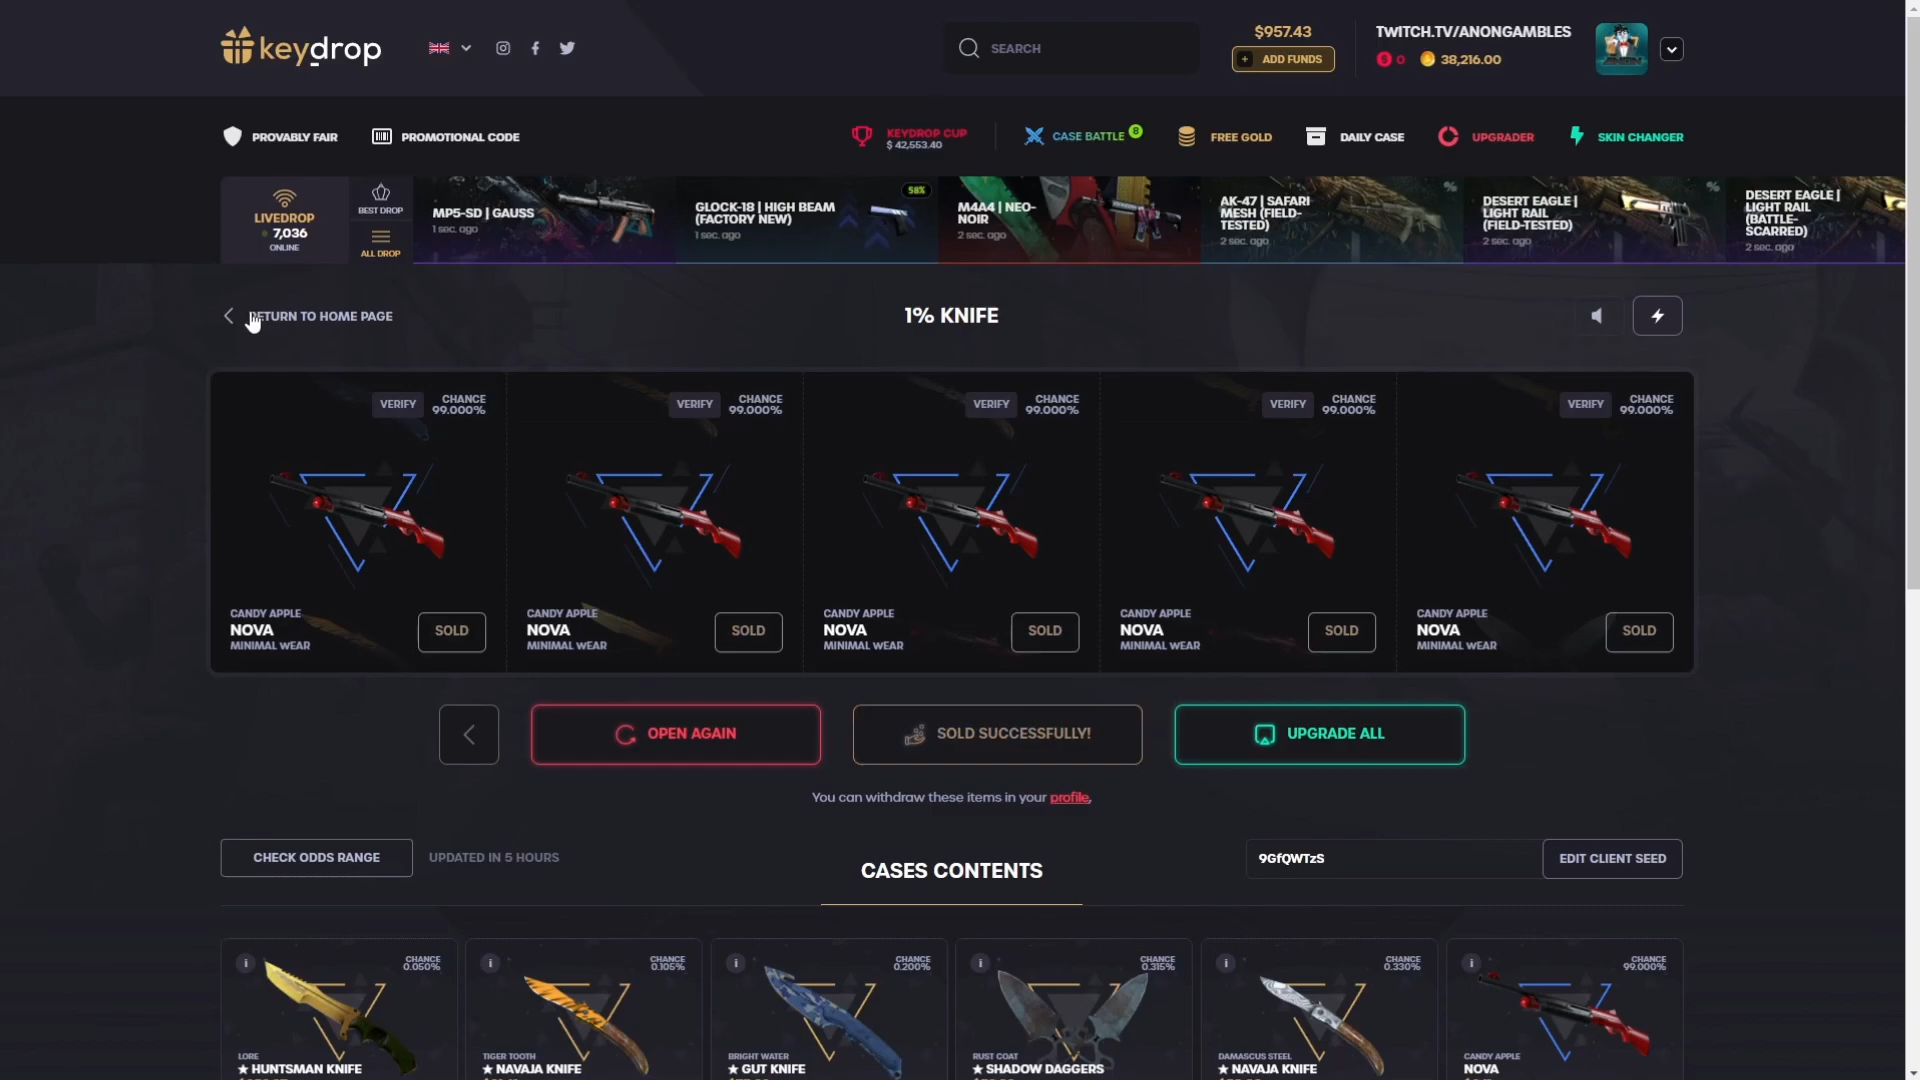 keydrop
SEARCH
$957.43
+ ADD FUNDS
TWITCH.TV/ANONGAMBLES
0 38,216.00
PROVABLY FAIR
PROMOTIONAL CODE
KEYDROP CUP
$ 42,553.40
CASE BATTLE 8
FREE GOLD
DAILY CASE
UPGRADER
SKIN CHANGER
LIVEDROP
7,036
ONLINE
BEST DROP
ALL DROP
MP5-SD | GAUSS
1 sec. ago
58%
GLOCK-18 | HIGH BEAM
(FACTORY NEW)
1 sec. ago
M4A4 | NEO-
NOIR
2 sec. ago
%
AK-47 | SAFARI
MESH (FIELD-
TESTED)
2 sec. ago
%
DESERT EAGLE |
LIGHT RAIL
(FIELD-TESTED)
2 sec. ago
DESERT EAGLE |
LIGHT RAIL
(BATTLE-
SCARRED)
2 sec. ago
RETURN TO HOME PAGE
1% KNIFE
VERIFY
CHANCE
99.000%
VERIFY
CHANCE
99.000%
VERIFY
CHANCE
99.000%
VERIFY
CHANCE
99.000%
VERIFY
CHANCE
99.000%
CANDY APPLE
NOVA
MINIMAL WEAR
SOLD
CANDY APPLE
NOVA
MINIMAL WEAR
SOLD
CANDY APPLE
NOVA
MINIMAL WEAR
SOLD
CANDY APPLE
NOVA
MINIMAL WEAR
SOLD
CANDY APPLE
NOVA
MINIMAL WEAR
SOLD
OPEN AGAIN
SOLD SUCCESSFULLY!
UPGRADE ALL
You can withdraw these items in your profile.
CHECK ODDS RANGE
UPDATED IN 5 HOURS
CASES CONTENTS
9GfQWTzS
EDIT CLIENT SEED
CHANCE
0.050%
LORE
★ HUNTSMAN KNIFE
CHANCE
0.105%
TIGER TOOTH
★ NAVAJA KNIFE
CHANCE
0.200%
BRIGHT WATER
★ GUT KNIFE
CHANCE
0.315%
RUST COAT
★ SHADOW DAGGERS
CHANCE
0.330%
DAMASCUS STEEL
★ NAVAJA KNIFE
CHANCE
99.000%
CANDY APPLE
NOVA